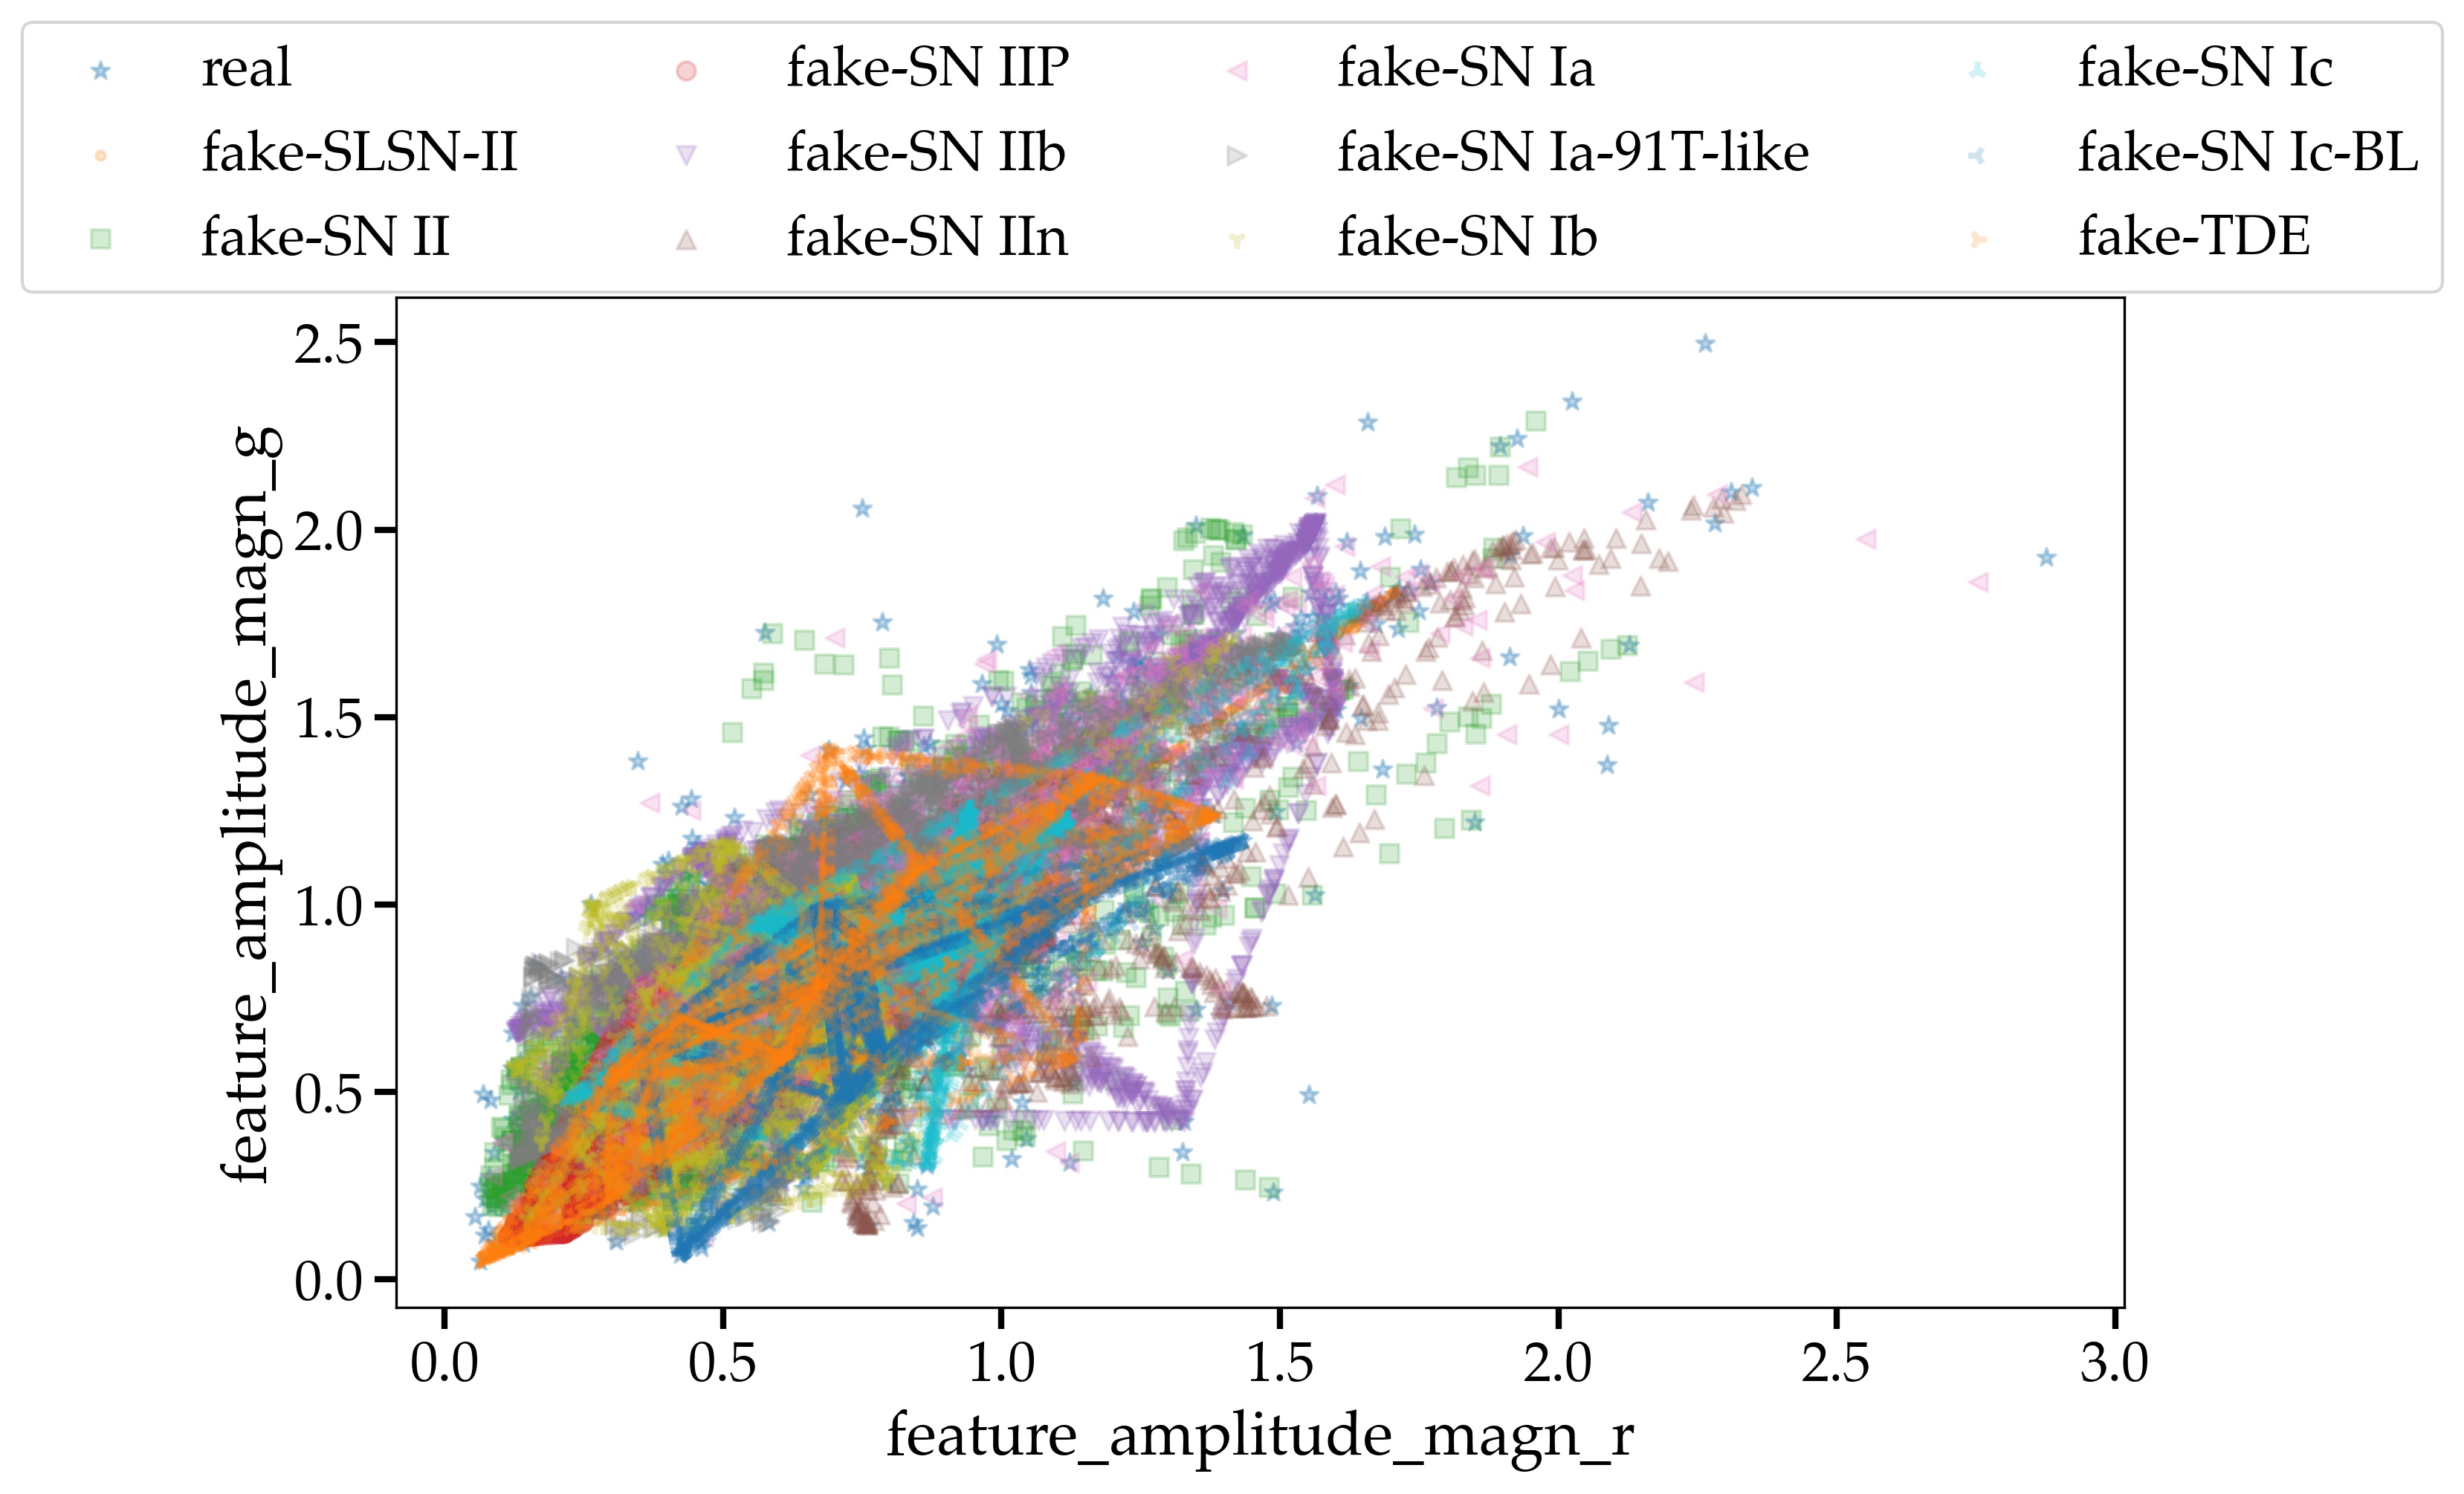 real
fake-SLSN-II
fake-SN II
fake-SN IIP
fake-SN IIb
fake-SN IIn
fake-SN Ia
fake-SN Ia-91T-like
fake-SN Ib
fake-SN Ic
fake-SN Ic-BL
fake-TDE
feature_amplitude_magn_g
2.5
2.0
1.5
1.0
0.5
0.0
0.0 0.5 1.0 1.5 2.0 2.5 3.0
feature_amplitude_magn_r